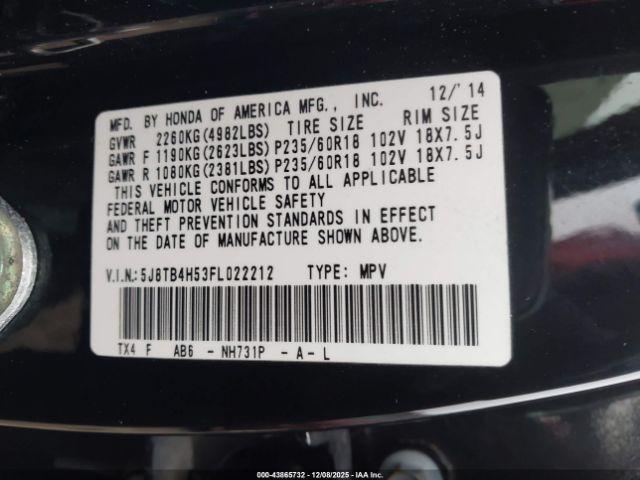 MFD. BY HONDA OF AMERICA MFG., INC. 12/'14
GVWR 2260KG(4982LBS) TIRE SIZE RIM SIZE
GAWR F 1190KG(2623LBS) P235/60R18 102V 18X7.5J
GAWR R 1080KG(2381LBS) P235/60R18 102V 18X7.5J
THIS VEHICLE CONFORMS TO ALL APPLICABLE
FEDERAL MOTOR VEHICLE SAFETY
AND THEFT PREVENTION STANDARDS IN EFFECT
ON THE DATE OF MANUFACTURE SHOWN ABOVE.
V.I.N.: 5J8TB4H53FL022212 TYPE: MPV
TX4 F AB6 - NH731P - A - L
000-43865732 - 12/08/2025 - IAA Inc.